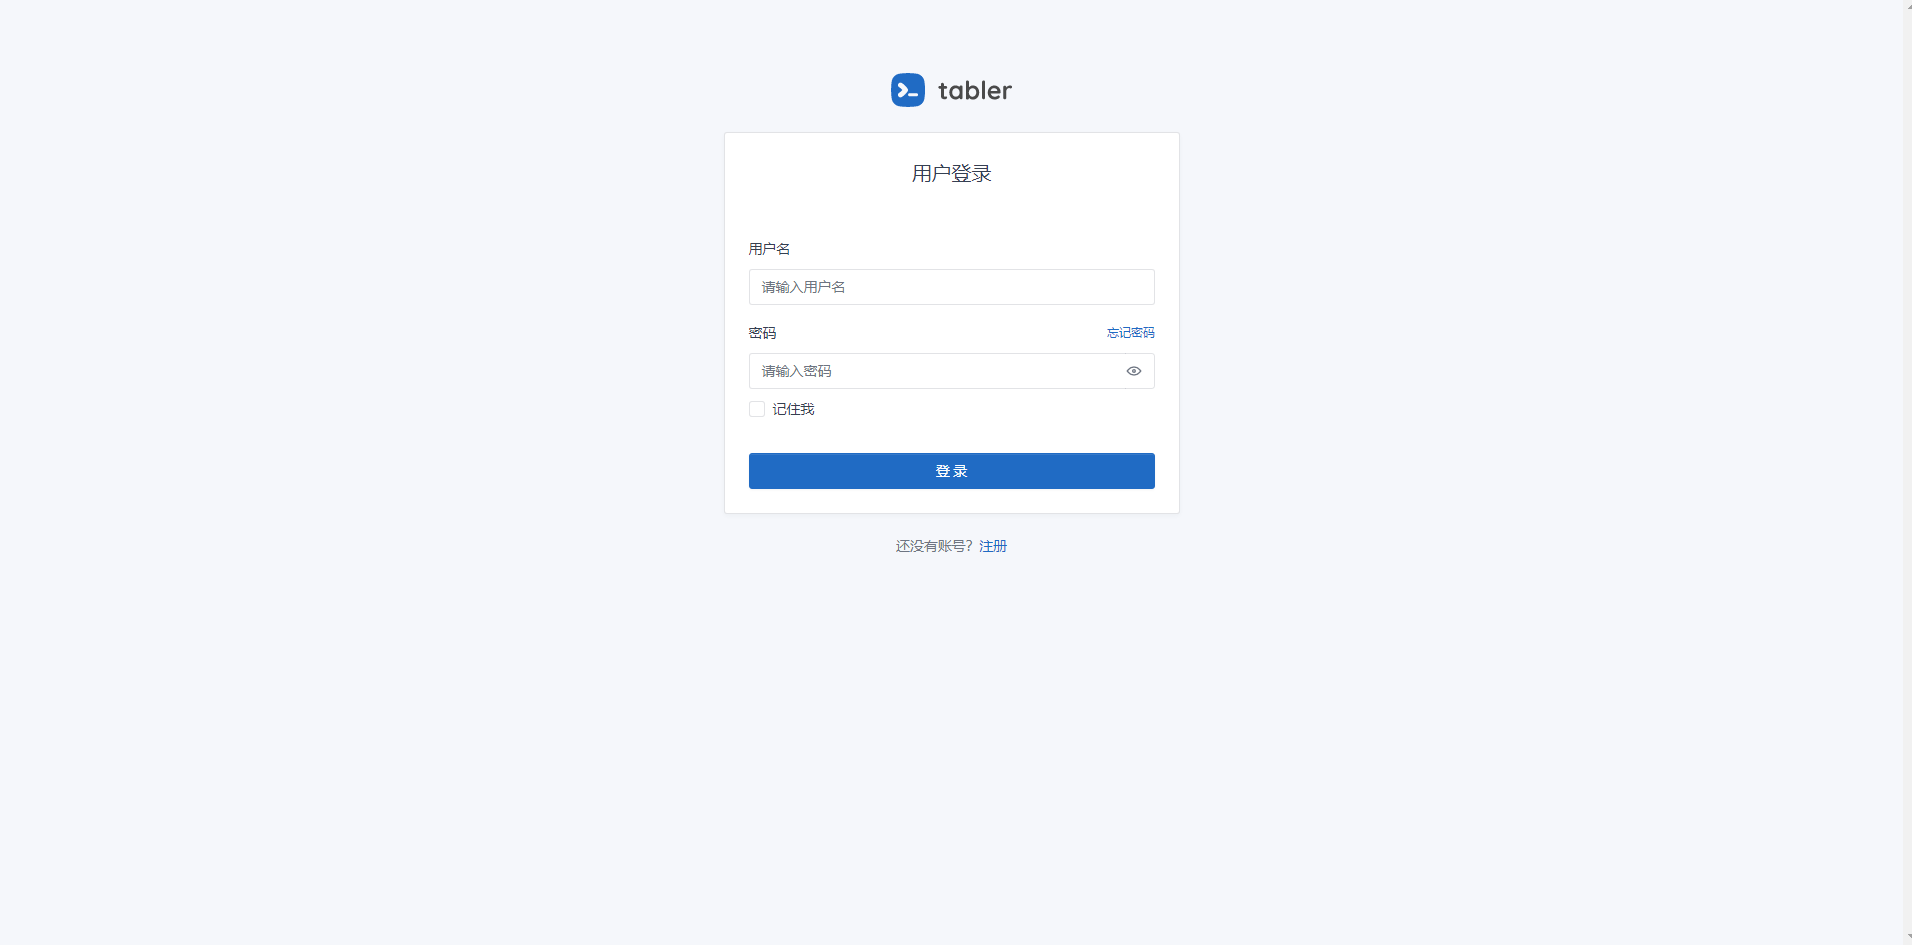 tabler
用户登录
用户名
请输入用户名
密码 忘记密码
请输入密码
记住我
登录
还没有账号？注册